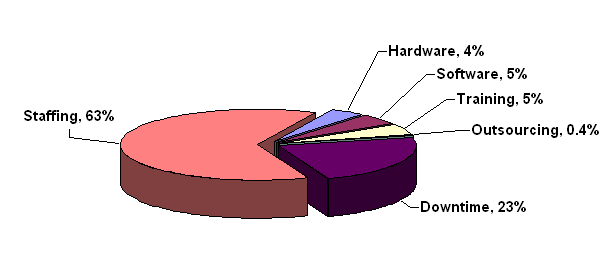 Hardware, 4%
Software, 5%
Staffing, 63%
Training, 5%
Outsourcing, 0.4%
Downtime, 23%